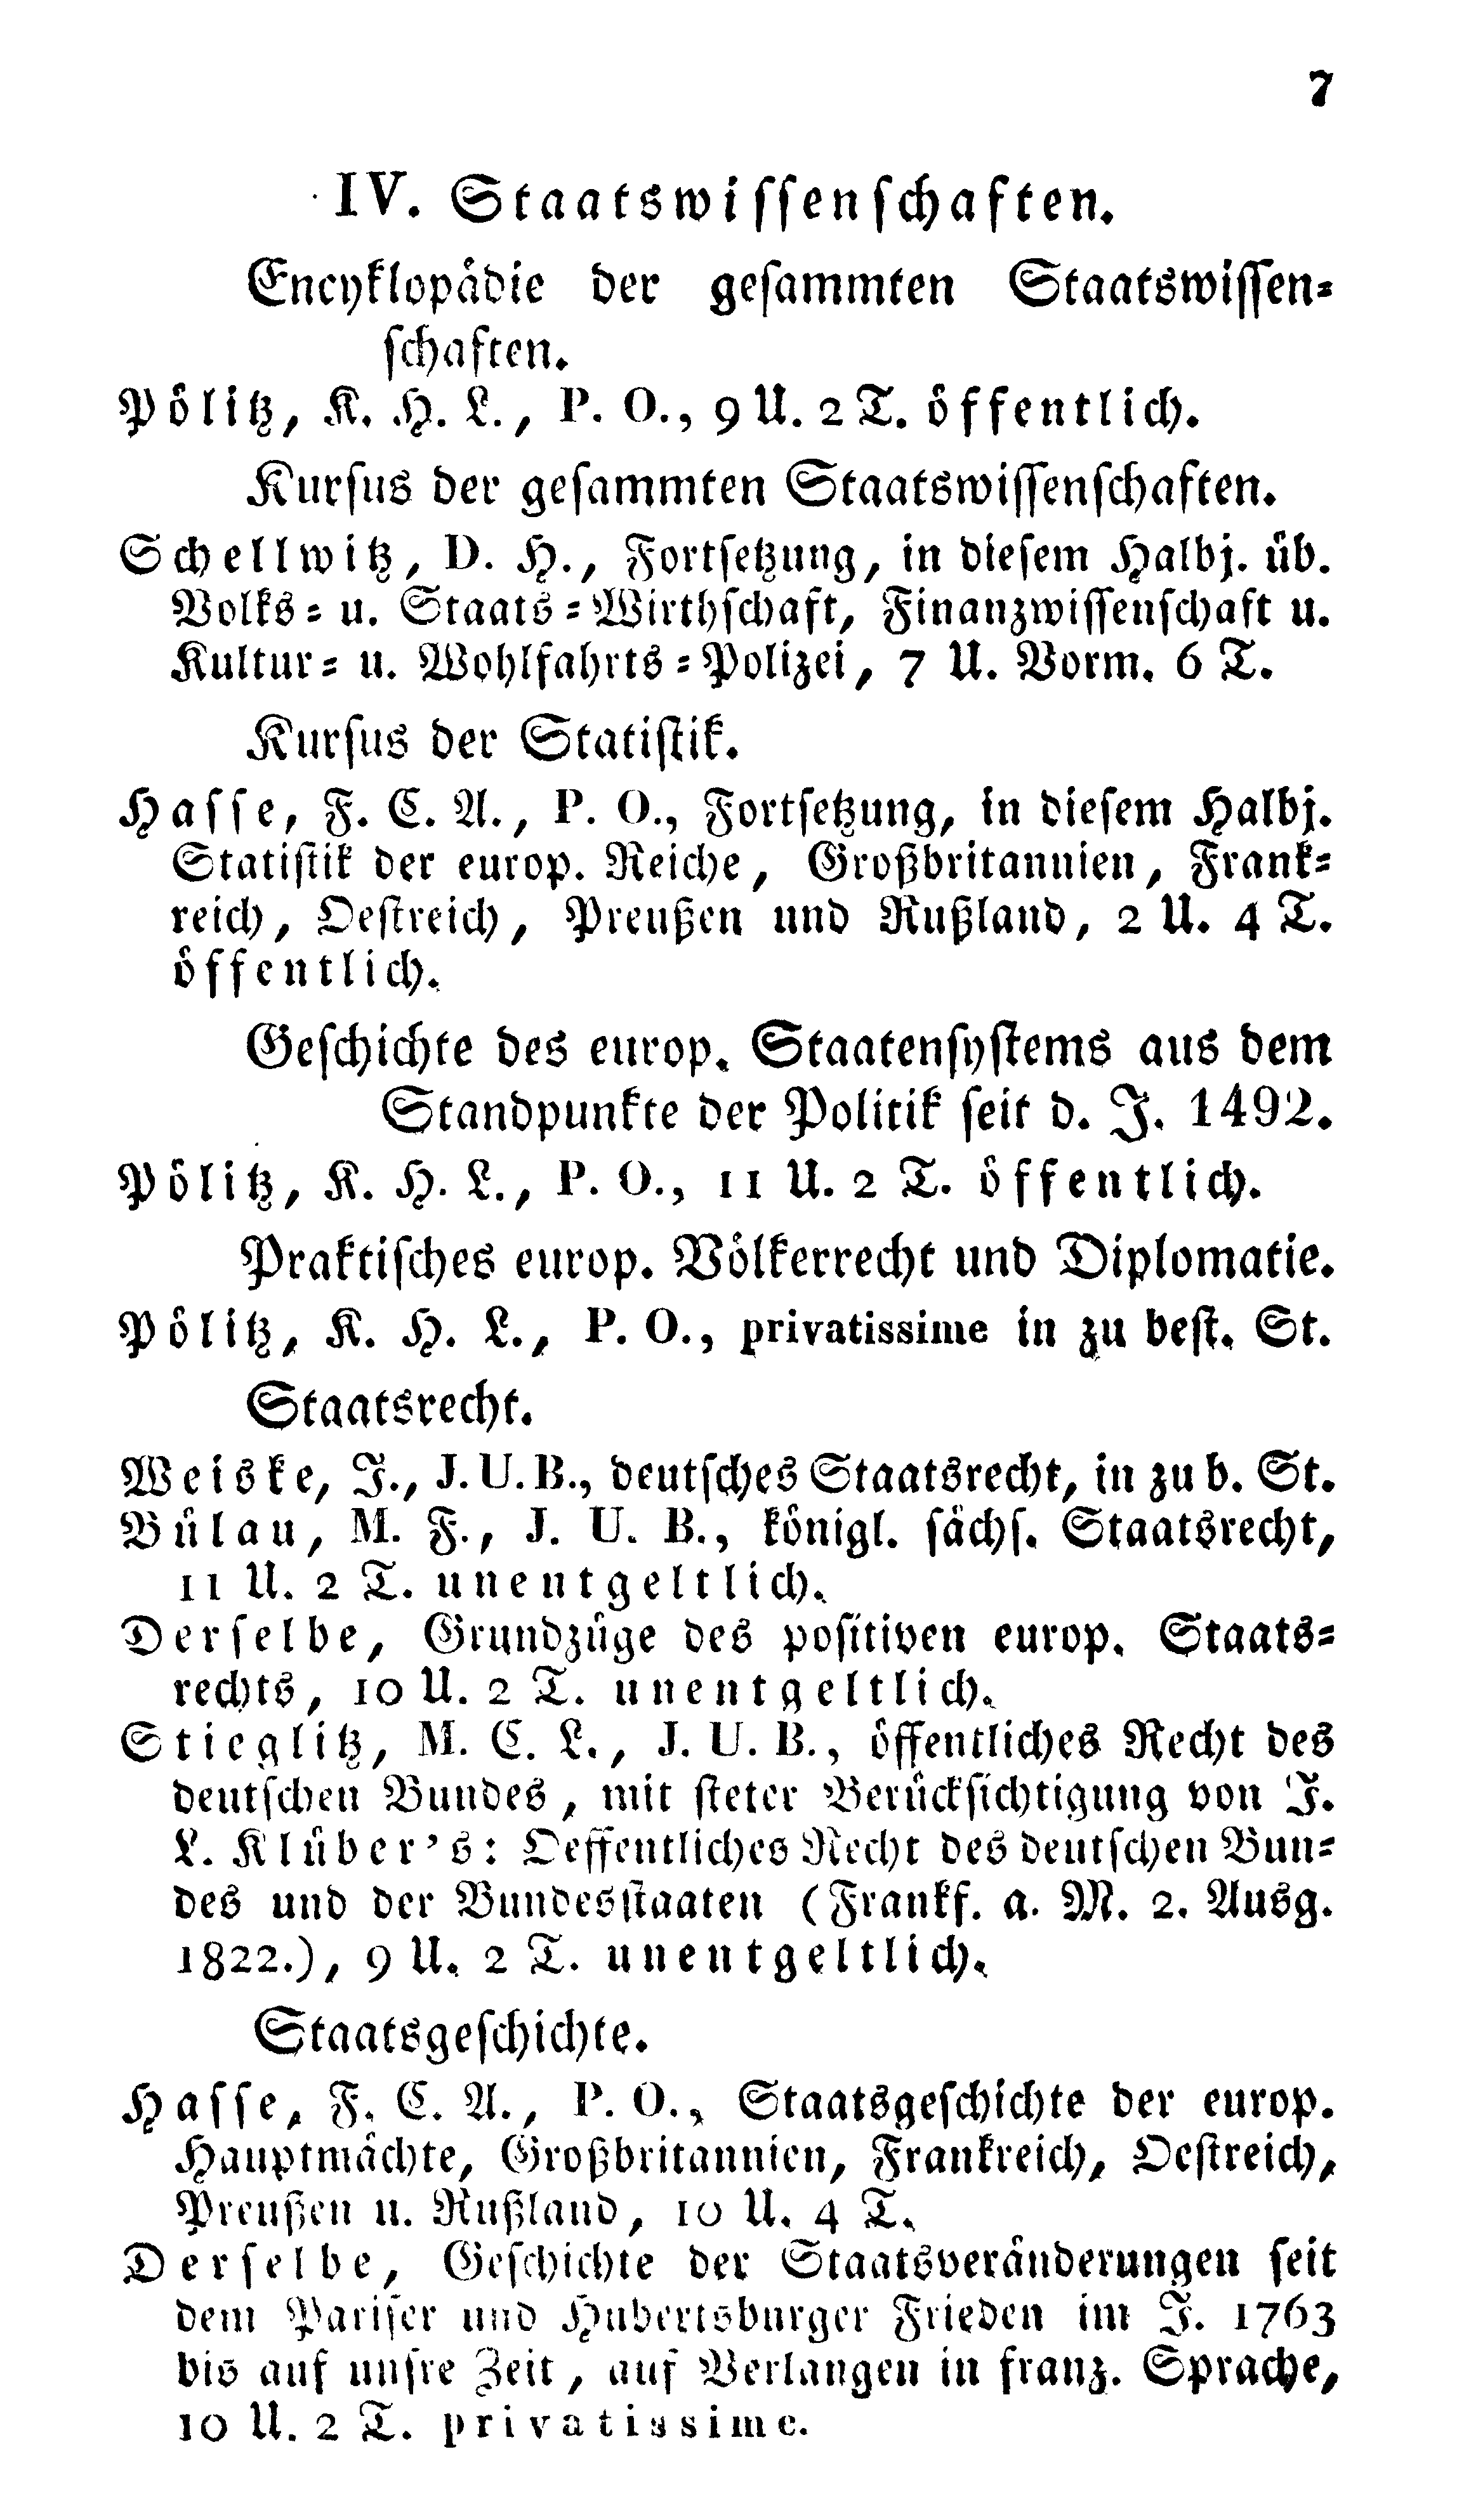 7
IV. Staatswissenschaften.
Encyklopädie der gesammten Staatswissen-
schaften.
Pölitz, K. H. L., P. O., 9 U. 2 T. öffentlich.
Kursus der gesammten Staatswissenschaften.
Schellwitz, D. H., Fortsetzung, in diesem Halbj. üb.
Volks- u. Staats-Wirthschaft, Finanzwissenschaft u.
Kultur- u. Wohlfahrts-Polizei, 7 U. Vorm. 6 T.
Kursus der Statistik.
Hasse, F. C. A., P. O., Fortsetzung, in diesem Halbj.
Statistik der europ. Reiche, Großbritannien, Frank-
reich, Oestreich, Preußen und Rußland, 2 U. 4 T.
öffentlich.
Geschichte des europ. Staatensystems aus dem
Standpunkte der Politik seit d. J. 1492.
Pölitz, K. H. L., P. O., 11 U. 2 T. öffentlich.
Praktisches europ. Völkerrecht und Diplomatie.
Pölitz, K. H. L., P. O., privatissime in zu best. St.
Staatsrecht.
Weiske, J., J. U. B., deutsches Staatsrecht, in zu b. St.
Bülau, M. F., J. U. B., königl. sächs. Staatsrecht,
11 U. 2 T. unentgeltlich.
Derselbe, Grundzüge des positiven europ. Staats-
rechts, 10 U. 2 T. unentgeltlich.
Stieglitz, M. C. L., J. U. B., öffentliches Recht des
deutschen Bundes, mit steter Berücksichtigung von J.
L. Klüber's: Oeffentliches Recht des deutschen Bun-
des und der Bundesstaaten (Frankf. a. M. 2. Ausg.
1822.), 9 U. 2 T. unentgeltlich.
Staatsgeschichte.
Hasse, F. C. A., P. O., Staatsgeschichte der europ.
Hauptmächte, Großbritannien, Frankreich, Oestreich,
Preußen u. Rußland, 10 U. 4 T.
Derselbe, Geschichte der Staatsveränderungen seit
dem Pariser und Hubertsburger Frieden im J. 1763
bis auf unsre Zeit, auf Verlangen in franz. Sprache,
10 U. 2 T. privatissime.